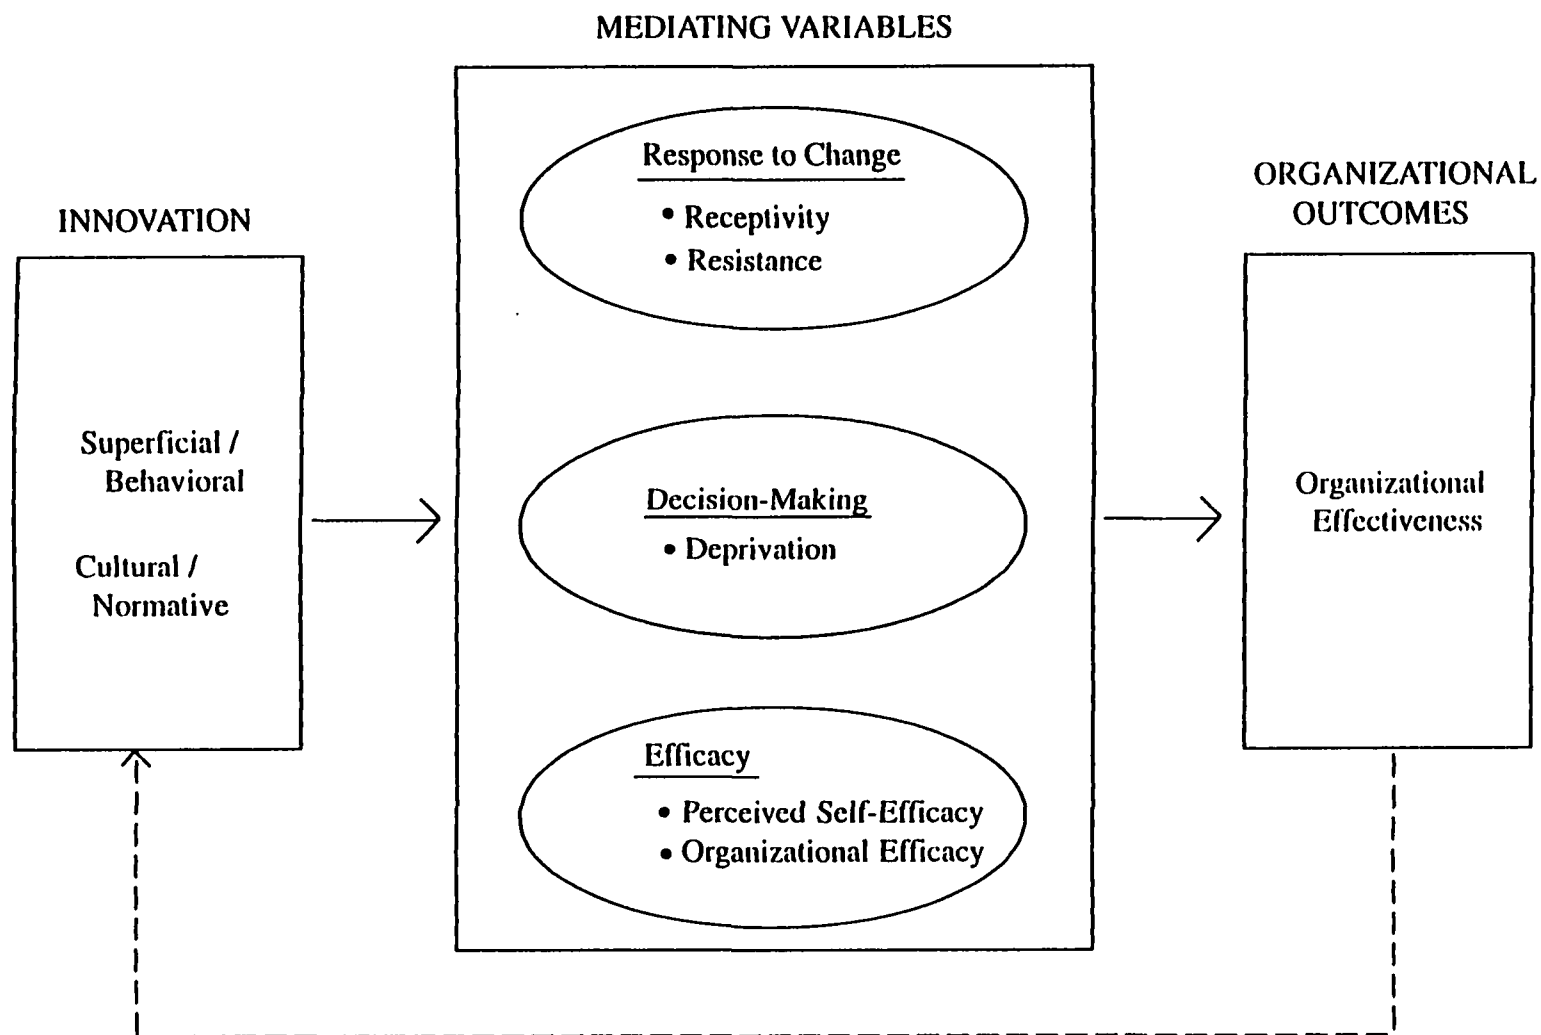 MEDIATING VARIABLES
INNOVATION
Superficial /
Behavioral
Cultural /
Normative
Response to Change
• Receptivity
• Resistance
Decision-Making
• Deprivation
Efficacy
• Perceived Self-Efficacy
• Organizational Efficacy
ORGANIZATIONAL
OUTCOMES
Organizational
Effectiveness